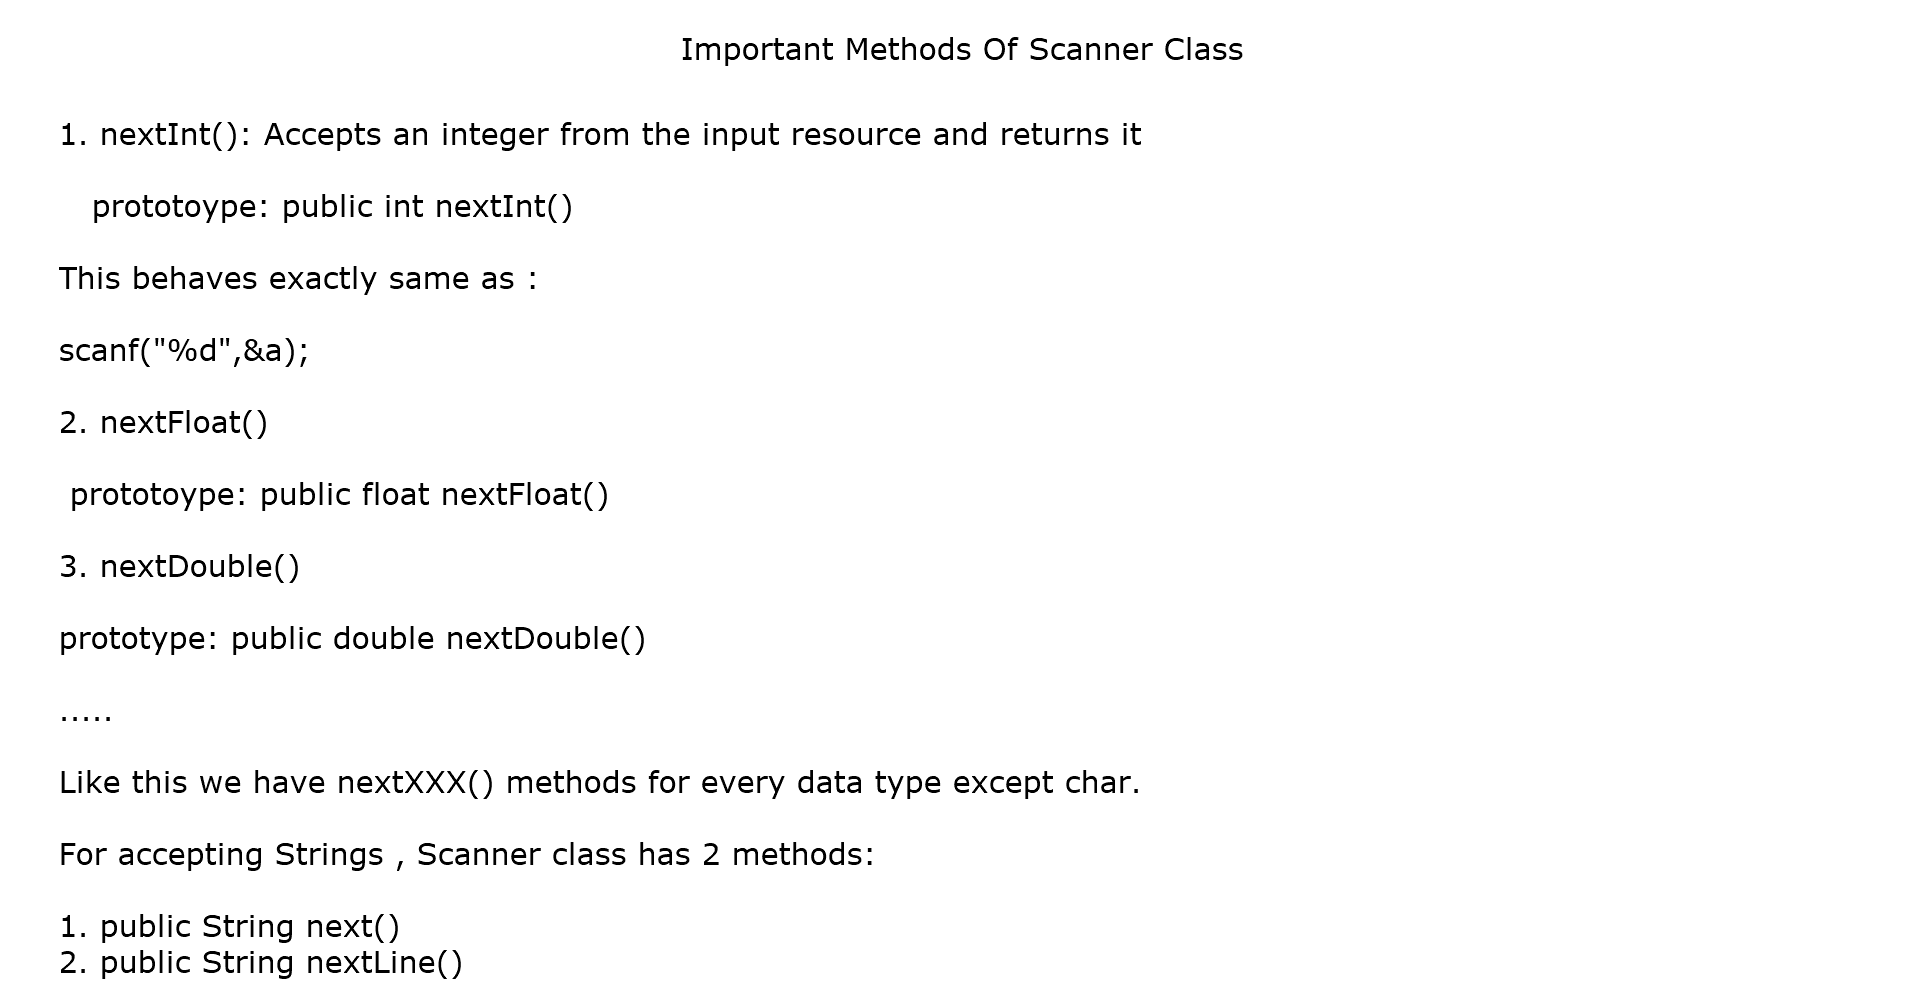 Important Methods Of Scanner Class
1. nextInt(): Accepts an integer from the input resource and returns it
prototoype: public int nextInt()
This behaves exactly same as :
scanf("%d",&a);
2. nextFloat()
prototoype: public float nextFloat()
3. nextDouble()
prototype: public double nextDouble()
.....
Like this we have nextXXX() methods for every data type except char.
For accepting Strings , Scanner class has 2 methods:
1. public String next()
2. public String nextLine()